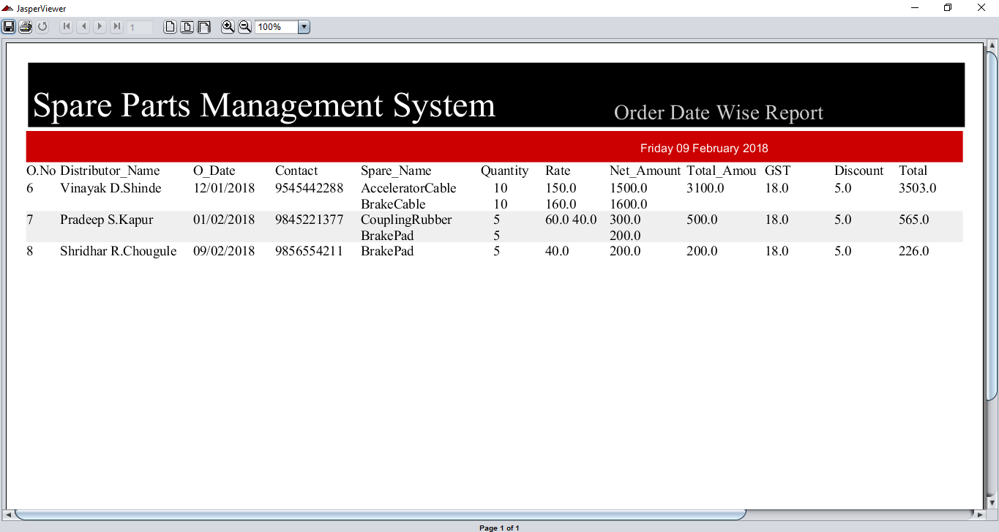 JasperViewer
1 100%
Spare Parts Management System Order Date Wise Report
Friday 09 February 2018
O.No Distributor_Name O_Date Contact Spare_Name Quantity Rate Net_Amount Total_Amou GST Discount Total
6 Vinayak D.Shinde 12/01/2018 9545442288 AcceleratorCable 10 150.0 1500.0 3100.0 18.0 5.0 3503.0
BrakeCable 10 160.0 1600.0
7 Pradeep S.Kapur 01/02/2018 9845221377 CouplingRubber 5 60.0 40.0 300.0 500.0 18.0 5.0 565.0
BrakePad 5 200.0
8 Shridhar R.Chougule 09/02/2018 9856554211 BrakePad 5 40.0 200.0 200.0 18.0 5.0 226.0
Page 1 of 1